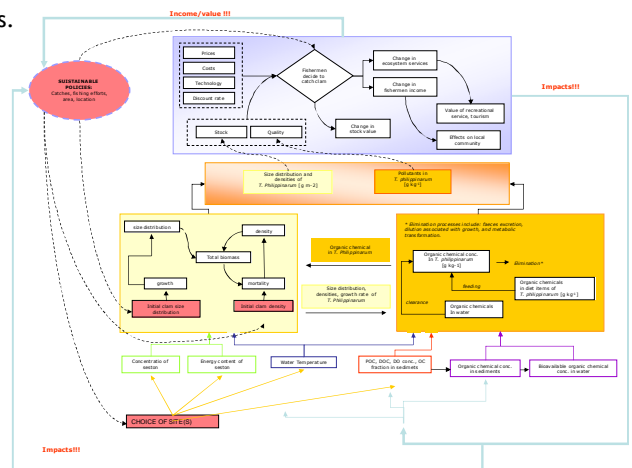 s.
Income/value !!!
SUSTAINABLE
POLICIES:
Catches, fishing efforts,
area, location
Prices
Costs
Technology
Discount rate
Fishermen
decide to
catch clam
Change in
ecosystem services
Change in
fishermen income
Impacts!!!
Value of recreational
service, tourism
Effects on local
community
Change in
stock value
Stock
Quality
Size distribution and
densities of
T. Philippinarum [g m-2]
Pollutants in
T. philippinarum
[g kg-1]
size distribution
density
Total biomass
growth
mortality
Initial clam size
distribution
Initial clam density
Organic chemical
in T. Philippinarum
Size distribution,
densities, growth rate of
T. Philippinarum
* Elimination processes include: faeces excretion,
dilution associated with growth, and metabolic
transformation.
Organic chemical conc.
in T. philippinarum
[g kg-1]
Elimination*
feeding
Organic chemicals
in diet items of
T. philippinarum [g kg-1]
clearance
Organic chemicals
In water
Concentratio of
seston
Energy content of
seston
Water Temperature
POC, DOC, DO conc., OC
fraction in sedimets
Organic chemical conc.
in sediments
Bioavailable organic chemical
conc. in water
CHOICE OF SITE(S)
Impacts!!!